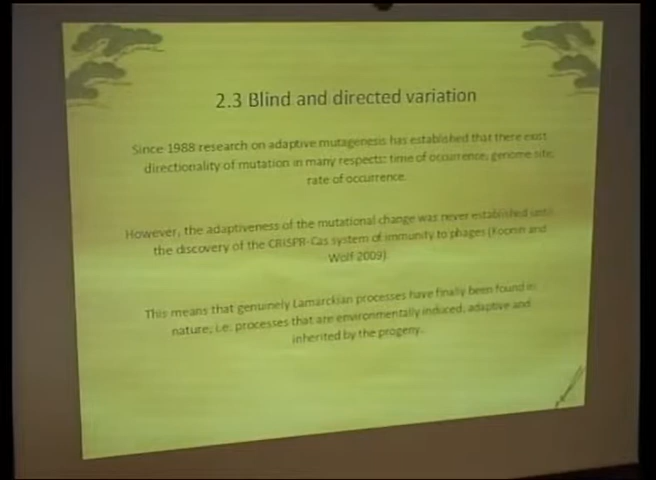 2.3 Blind and directed variation
Since 1988 research on adaptive mutagenesis has established that there exist
directionality of mutation in many respects: time of occurrence, genome site,
rate of occurrence.
However, the adaptiveness of the mutational change was never established until
the discovery of the CRISPR-Cas system of immunity to phages (Koonin and
Wolf 2009).
This means that genuinely Lamarckian processes have finally been found in
nature; i.e. processes that are environmentally induced, adaptive and
inherited by the progeny.